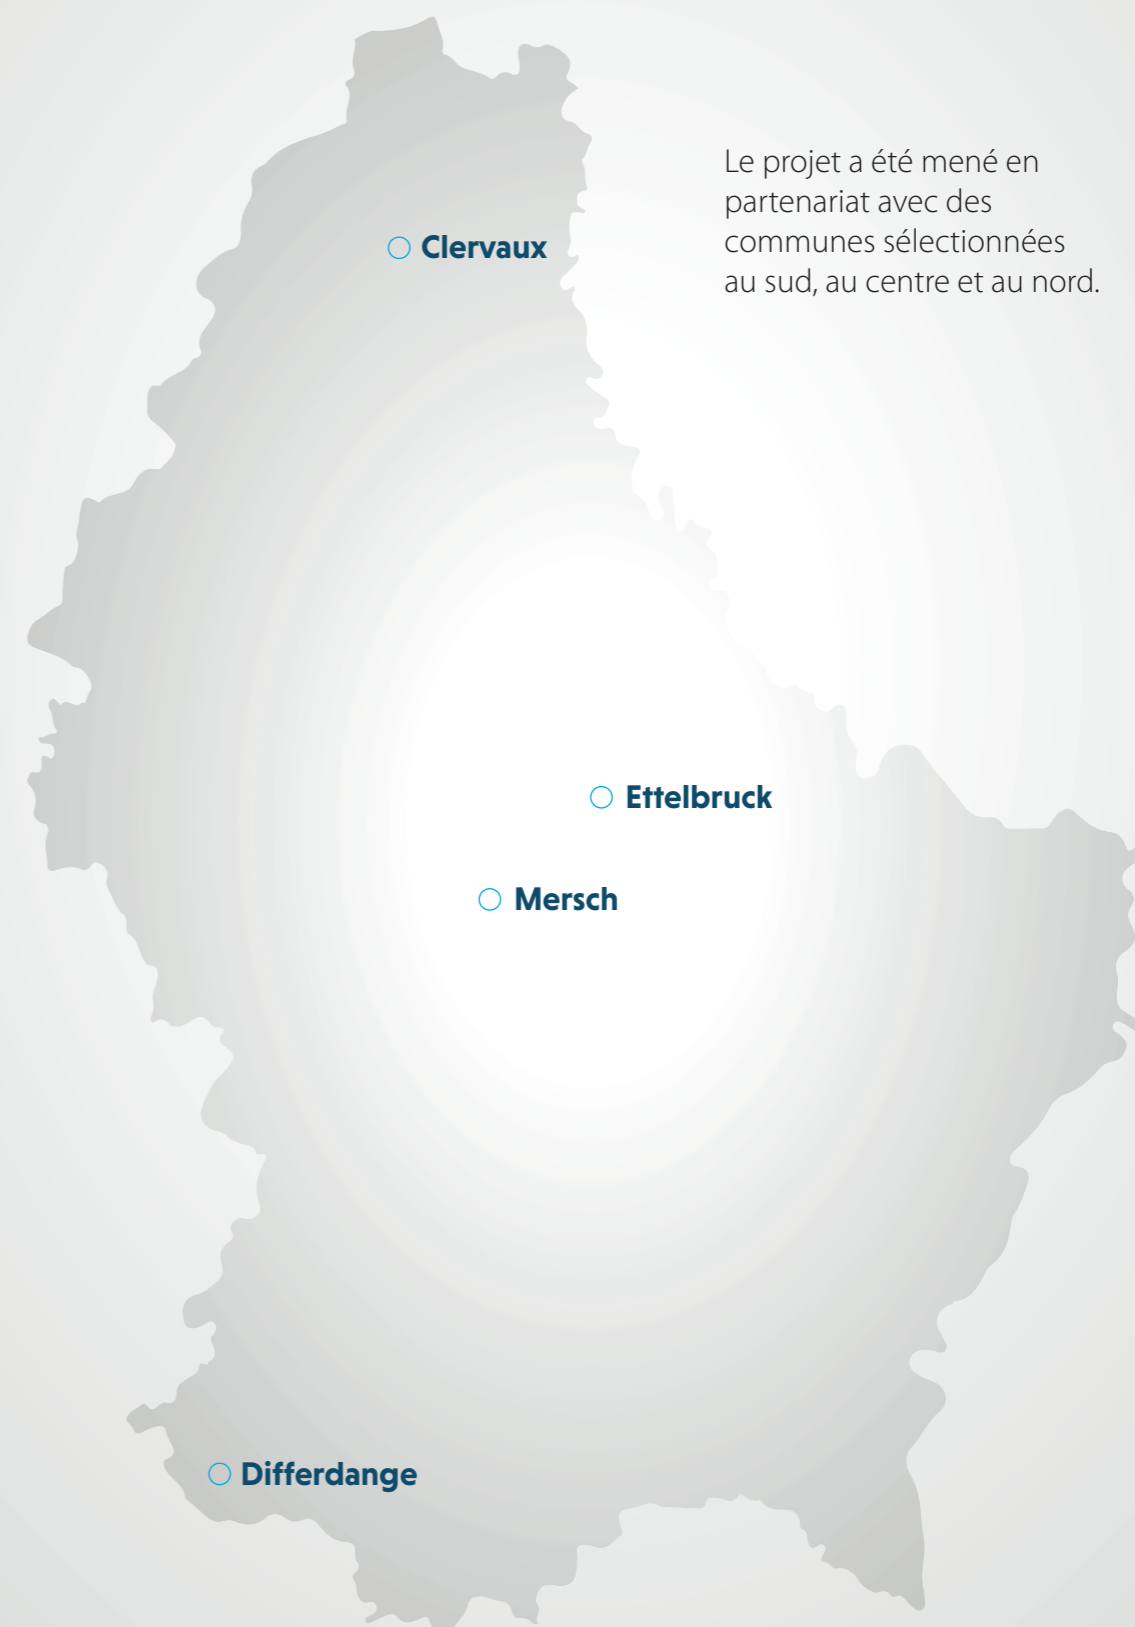 Le projet a été mené en
partenariat avec des
communes sélectionnées
au sud, au centre et au nord.
Clervaux
Ettelbruck
Mersch
Differdange